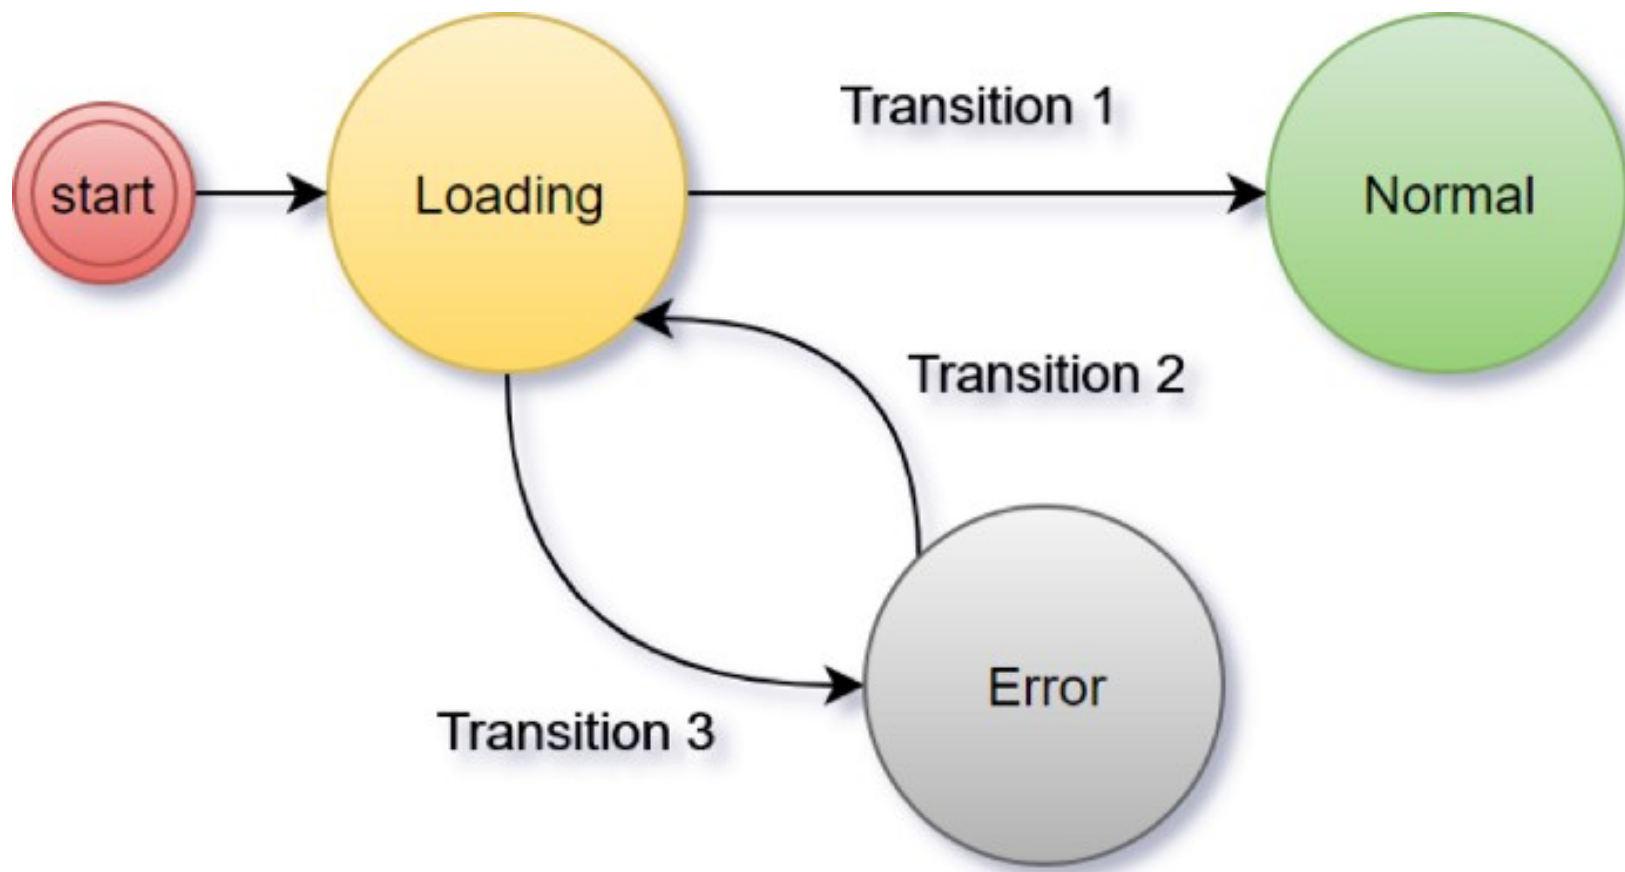 Transition 1
start
Loading
Normal
Transition 2
Error
Transition 3